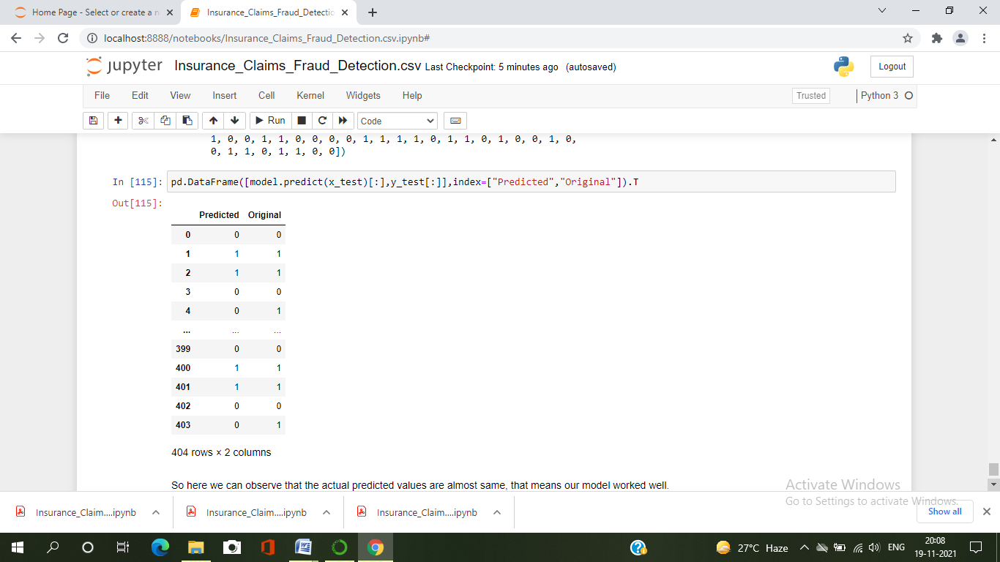 Home Page - Select or create a n
Insurance_Claims_Fraud_Detectio
localhost:8888/notebooks/Insurance_Claims_Fraud_Detection.csv.ipynb#
jupyter Insurance_Claims_Fraud_Detection.csv Last Checkpoint: 5 minutes ago (autosaved)
Logout
File Edit View Insert Cell Kernel Widgets Help
Trusted Python 3
Run Code
1, 0, 0, 1, 1, 0, 0, 0, 0, 1, 1, 1, 1, 0, 1, 1, 0, 1, 0, 0, 1, 0,
0, 1, 1, 0, 1, 1, 0, 0])
In [115]: pd.DataFrame([model.predict(x_test)[:],y_test[:]],index=["Predicted","Original"]).T
Out[115]:
Predicted Original
0 0 0
1 1 1
2 1 1
3 0 0
4 0 1
... ... ...
399 0 0
400 1 1
401 1 1
402 0 0
403 0 1
404 rows × 2 columns
So here we can observe that the actual predicted values are almost same, that means our model worked well.
Activate Windows
Go to Settings to activate Windows.
Insurance_Claim....ipynb
Insurance_Claim....ipynb
Insurance_Claim....ipynb
Show all
27°C Haze
ENG
20:08
19-11-2021